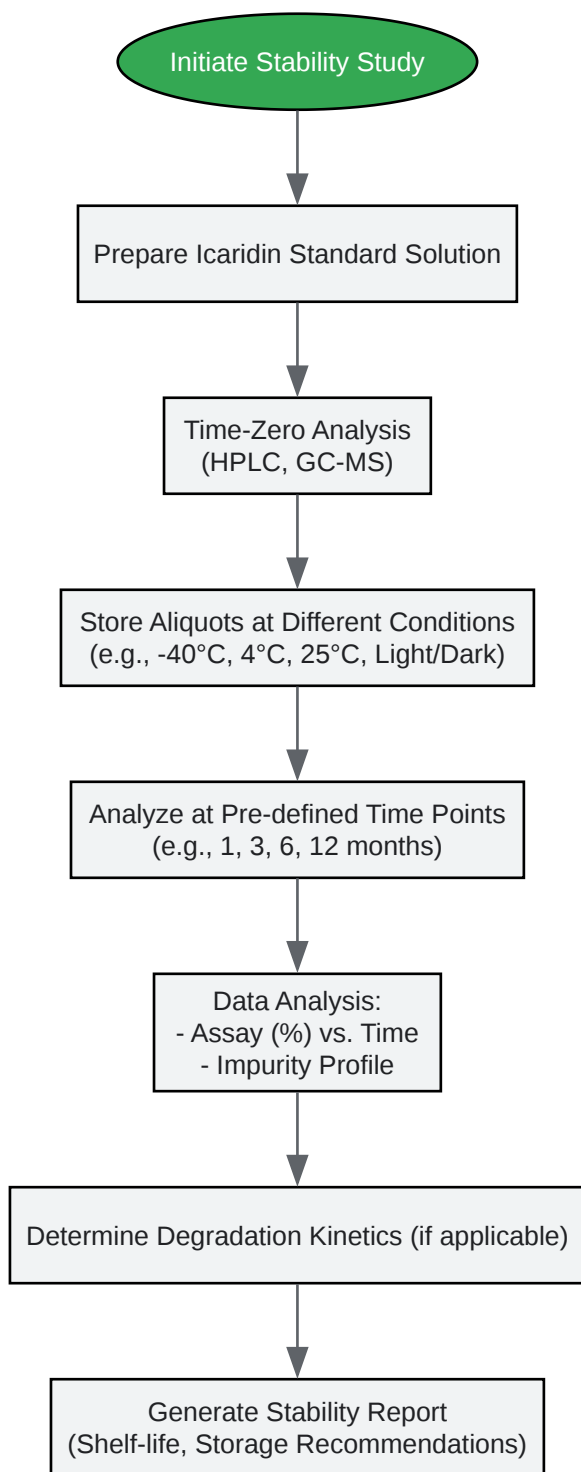 Initiate Stability Study
Prepare Icaridin Standard Solution
Time-Zero Analysis
(HPLC, GC-MS)
Store Aliquots at Different Conditions
(e.g., -40°C, 4°C, 25°C, Light/Dark)
Analyze at Pre-defined Time Points
(e.g., 1, 3, 6, 12 months)
Data Analysis:
- Assay (%) vs. Time
- Impurity Profile
Determine Degradation Kinetics (if applicable)
Generate Stability Report
(Shelf-life, Storage Recommendations)